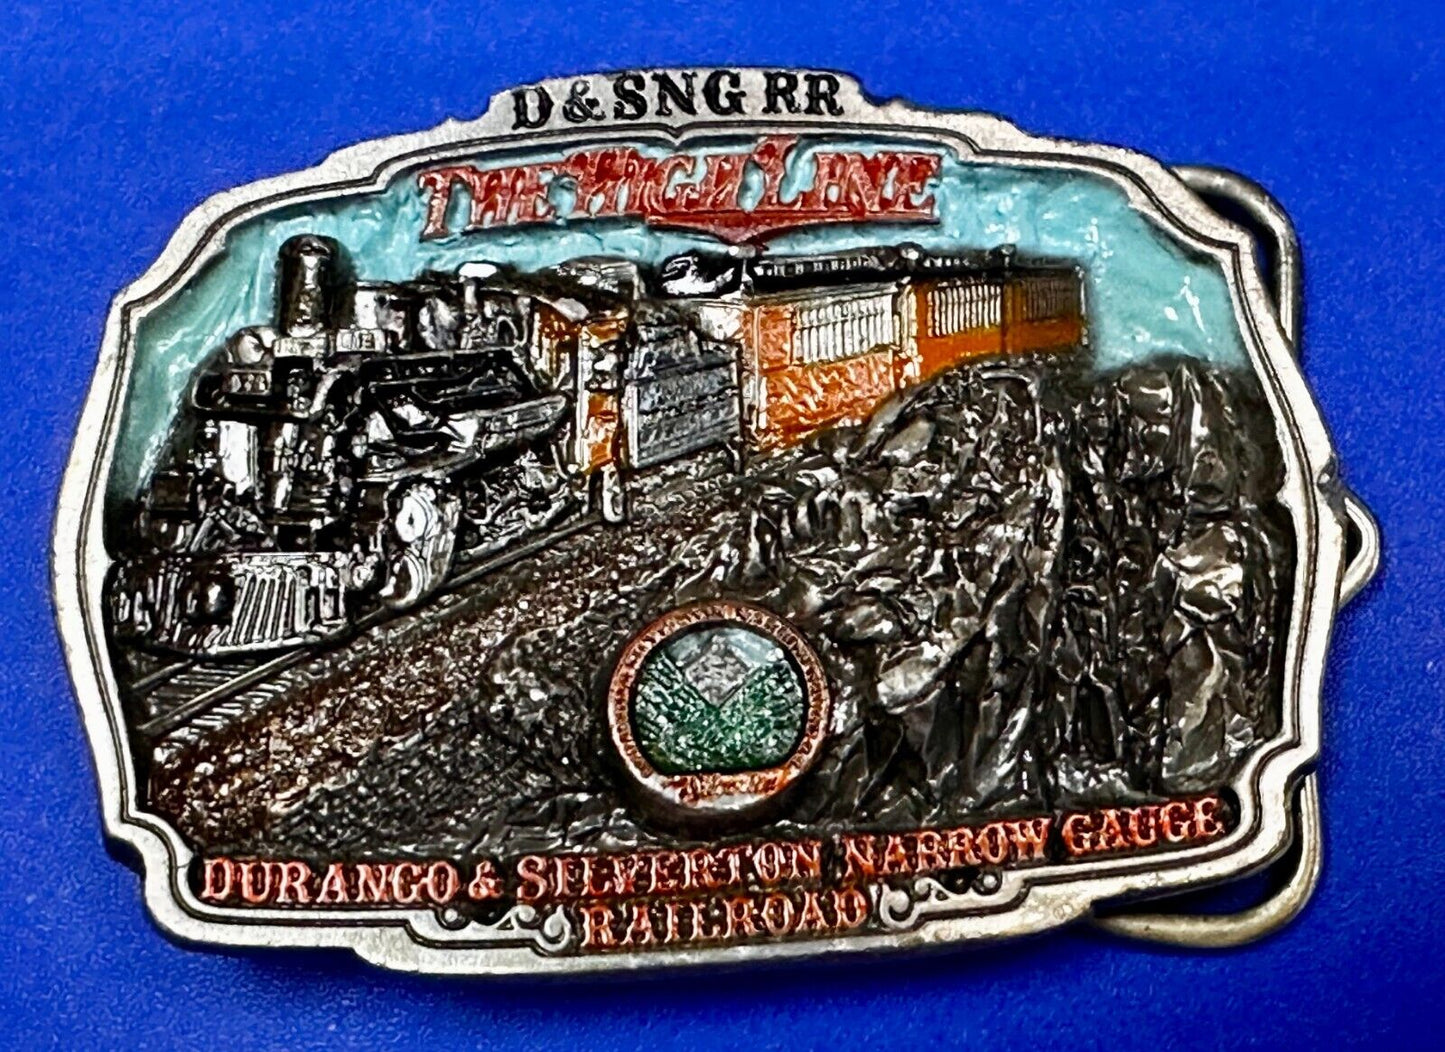 D & SNG RR
THE HIGH LINE
DURANGO & SILVERTON NARROW GAUGE
RAILROAD